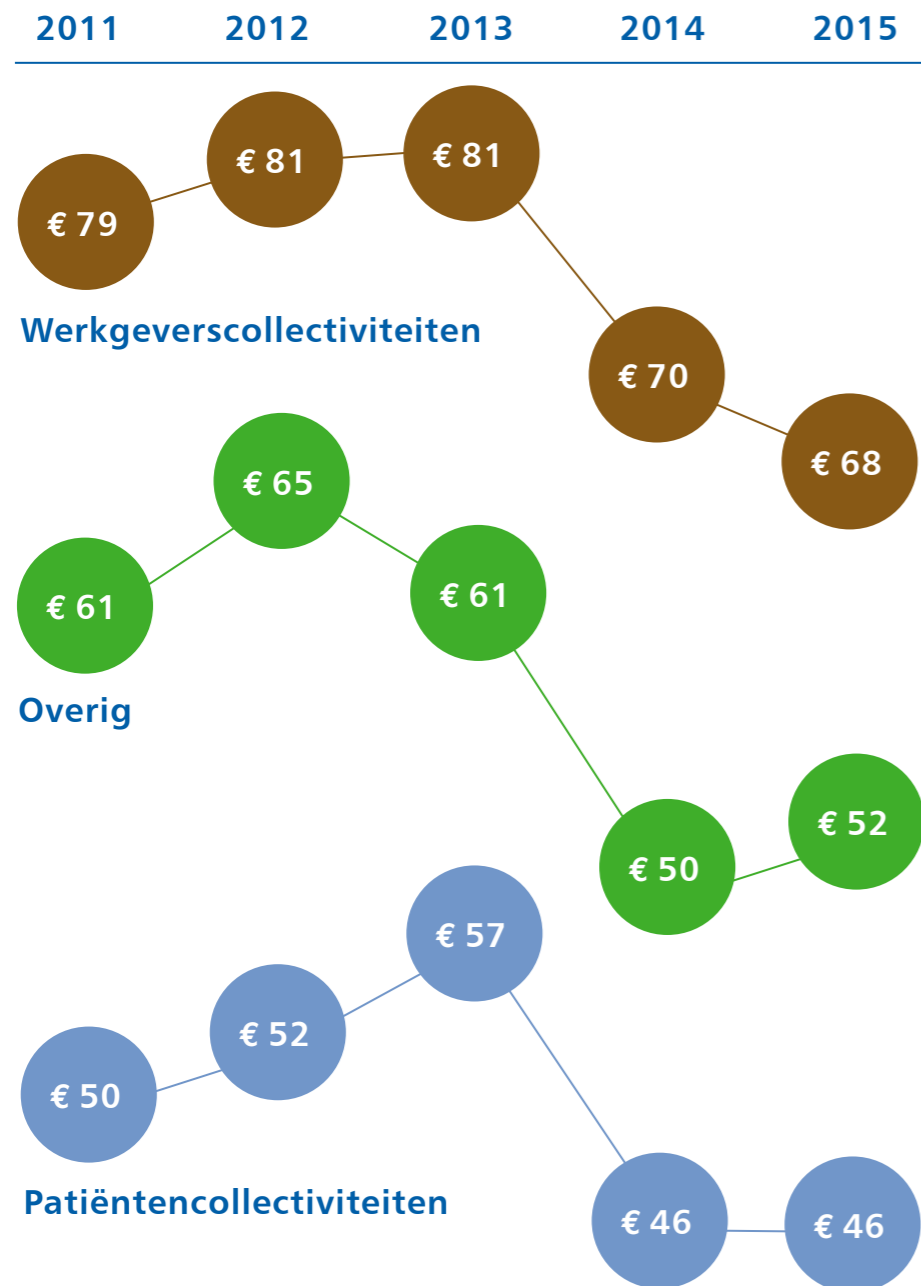 2011 2012 2013 2014 2015
€ 79 € 81 € 81 € 70 € 68
Werkgeverscollectiviteiten
€ 61 € 65 € 61 € 50 € 52
Overig
€ 50 € 52 € 57 € 46 € 46
Patiëntencollectiviteiten